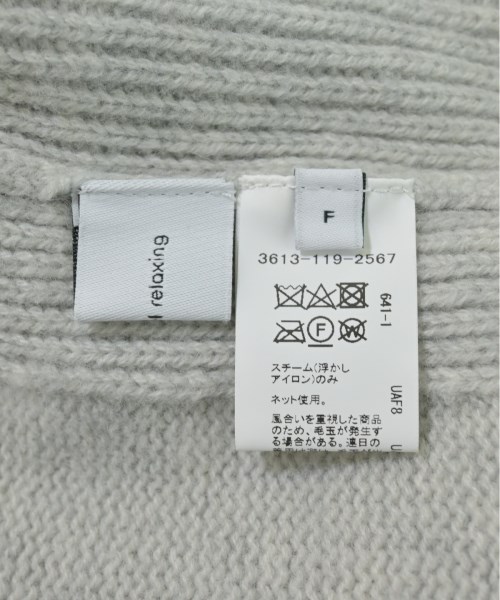 relaxing
F
3613-119-2567
641-1
F
W
スチーム(浮かし
アイロン)のみ
ネット使用。
UAF8
風合いを重視した商品
のため、毛玉が発生す
る場合がある。連日の